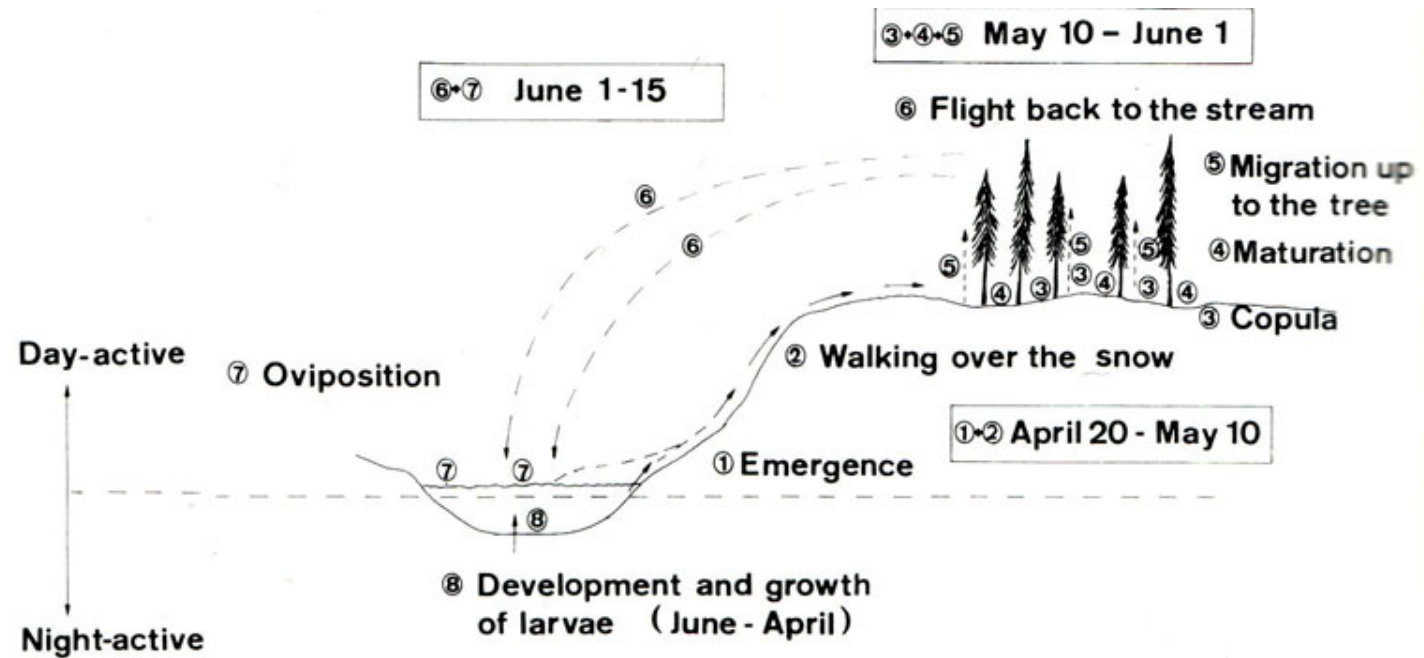 ③→④→⑤ May 10 – June 1
⑥→⑦ June 1-15
⑥ Flight back to the stream
⑤ Migration up
to the tree
④ Maturation
③ Copula
⑥
⑥
⑤
⑤
⑤
④
③
③
④
③
④
② Walking over the snow
Day-active
⑦ Oviposition
①→② April 20 - May 10
① Emergence
⑦
⑦
⑧
⑧ Development and growth
of larvae (June - April)
Night-active